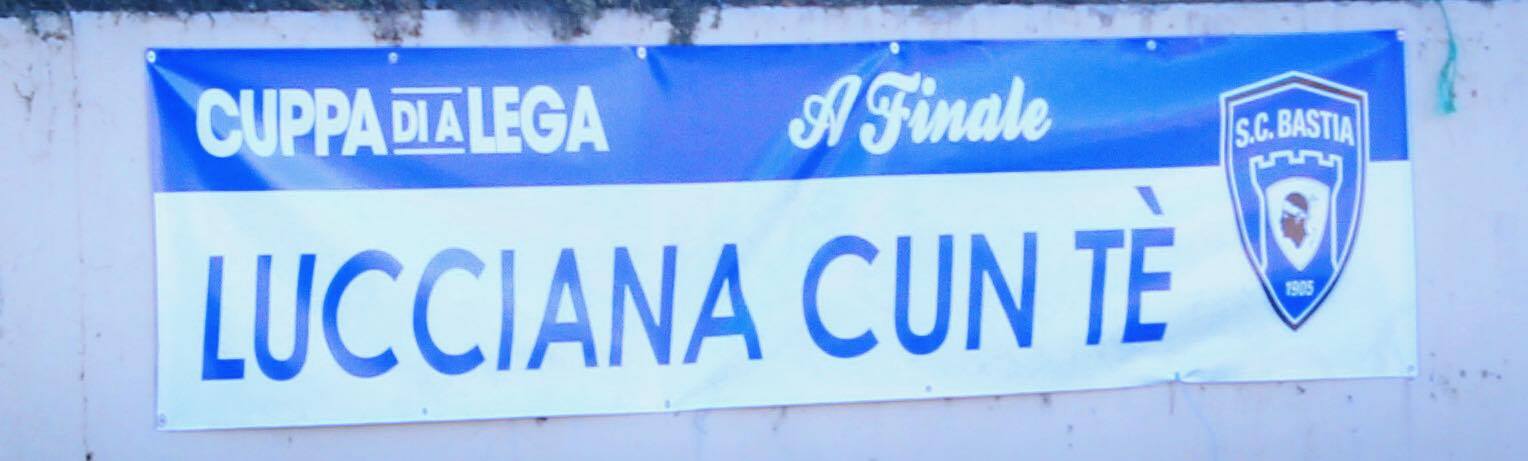 CUPPA DI A LEGA
A Finale
LUCCIANA CUN TÈ
S.C. BASTIA
1905